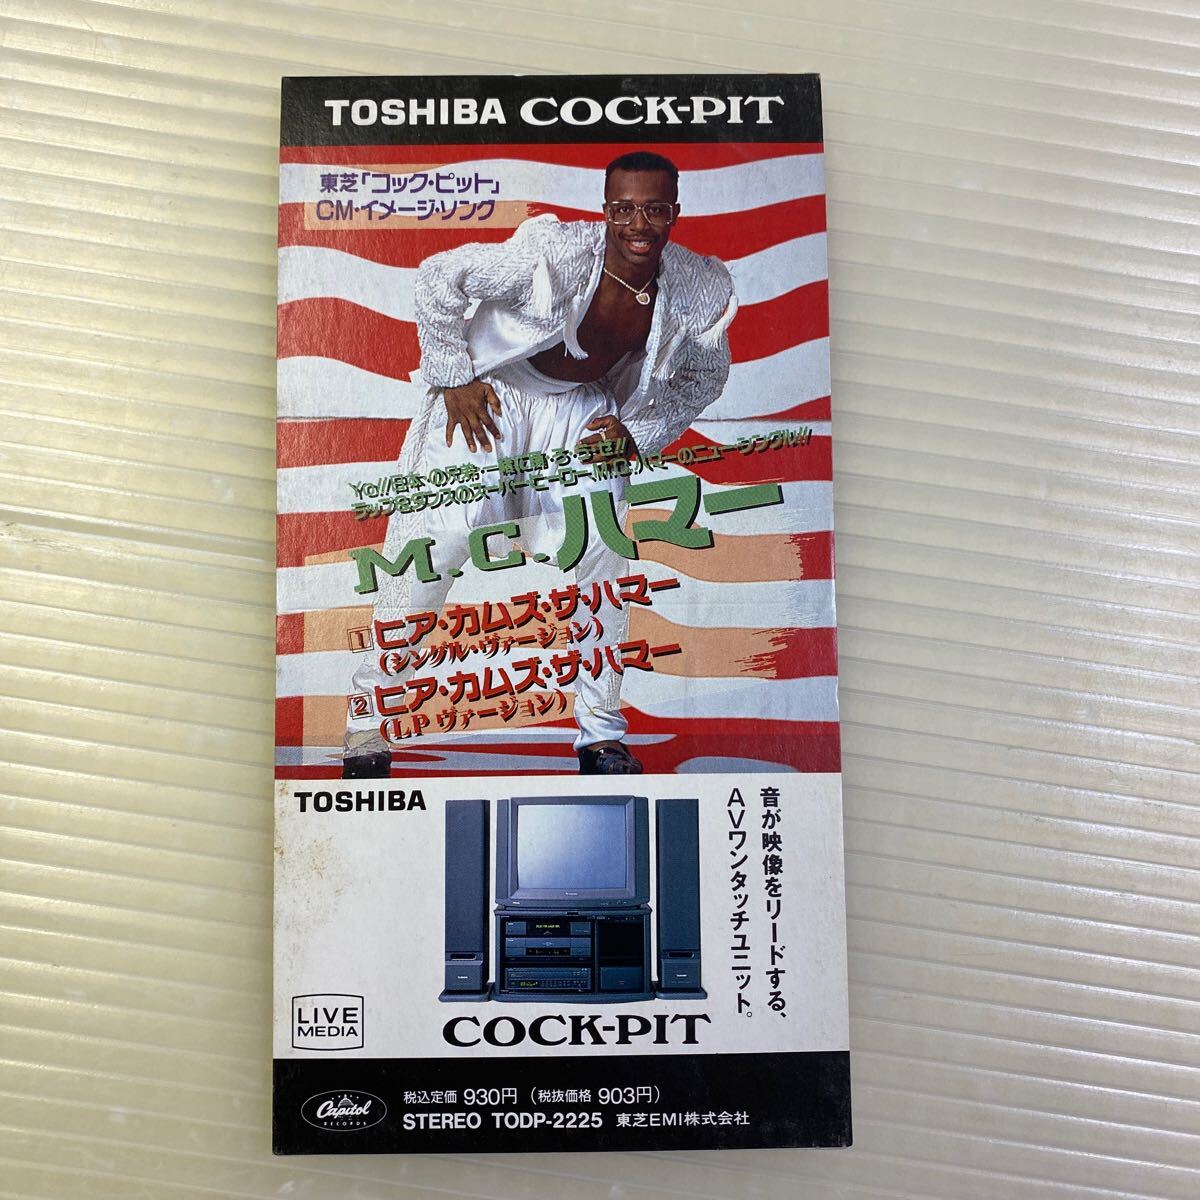 TOSHIBA COCK-PIT
東芝「コック・ピット」
CM・イメージ・ソング
Yo!!日本の兄弟・一緒に踊・ろ・う・ぜ!!
ラップ&ダンスのスーパーヒーロー、M.C.ハマーのニューシングル!!
M.C.ハマー
1 ヒア・カムズ・ザ・ハマー
(シングル・ヴァージョン)
2 ヒア・カムズ・ザ・ハマー
(LP ヴァージョン)
TOSHIBA
音が映像をリードする、
AVワンタッチユニット。
TOSHIBA
TOSHIBA
LIVE
MEDIA
COCK-PIT
Capitol
RECORDS
税込定価 930円 (税抜価格 903円)
STEREO TODP-2225 東芝EMI株式会社